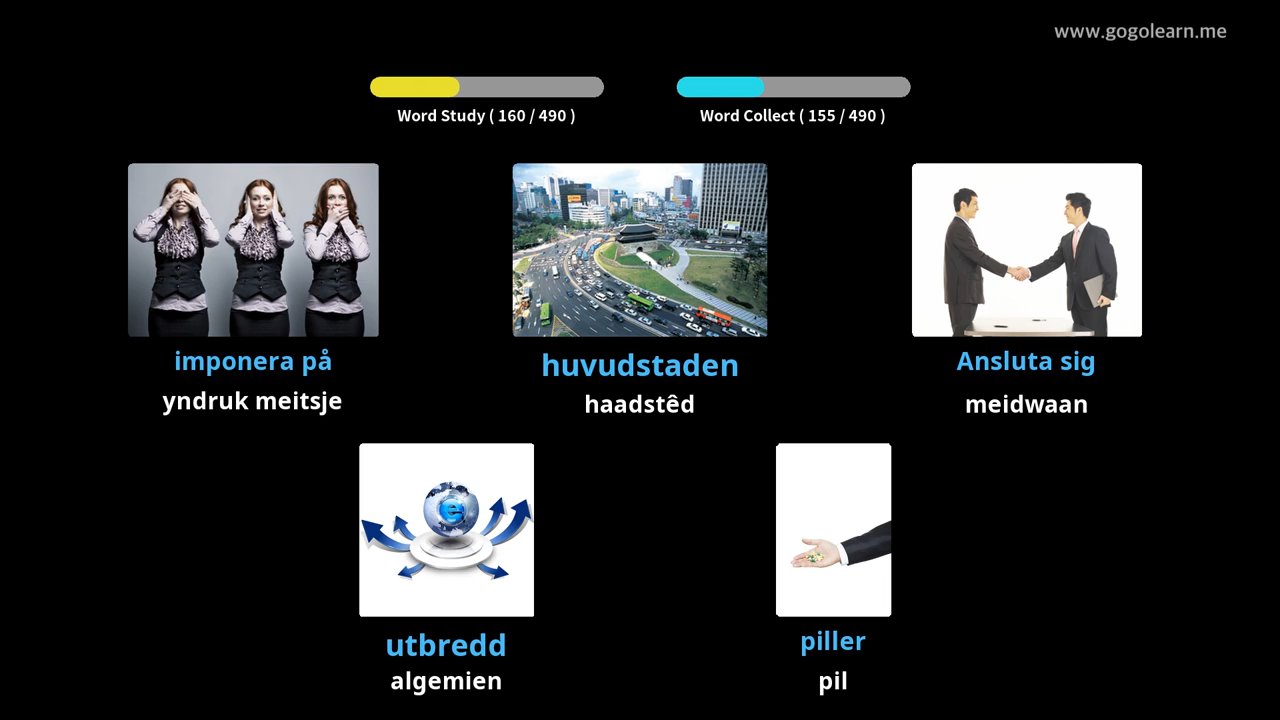 www.gogolearn.me
Word Study ( 160 / 490 )
Word Collect ( 155 / 490 )
imponera på
yndruk meitsje
huvudstaden
haadstêd
Ansluta sig
meidwaan
e
utbredd
algemien
piller
pil